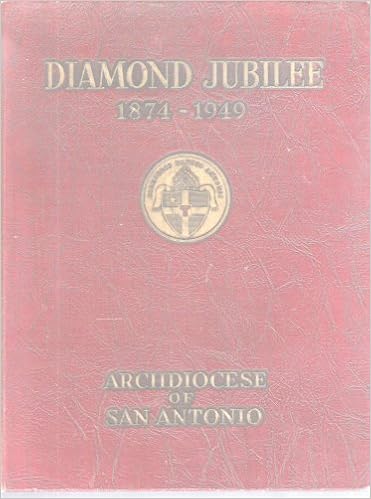 DIAMOND JUBILEE
1874-1949
ARCHDIOCESE
OF
SAN ANTONIO